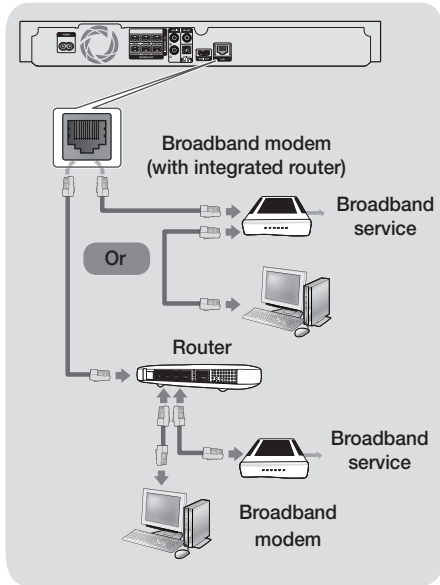 Broadband modem
(with integrated router)
Broadband
service
Or
Router
Broadband
service
Broadband
modem